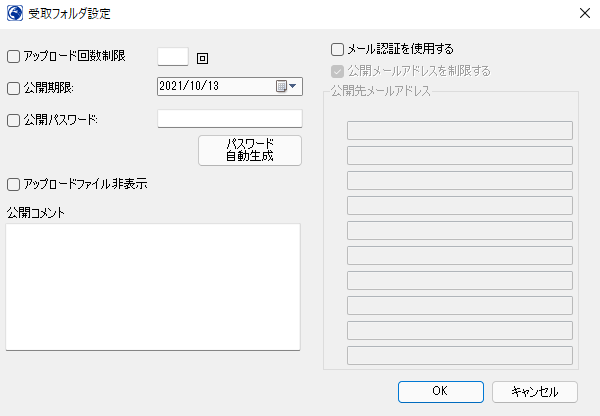 受取フォルダ設定
アップロード回数制限
回
公開期限:
2021/10/13
公開パスワード:
パスワード
自動生成
アップロードファイル非表示
公開コメント
メール認証を使用する
公開メールアドレスを制限する
公開先メールアドレス
OK
キャンセル